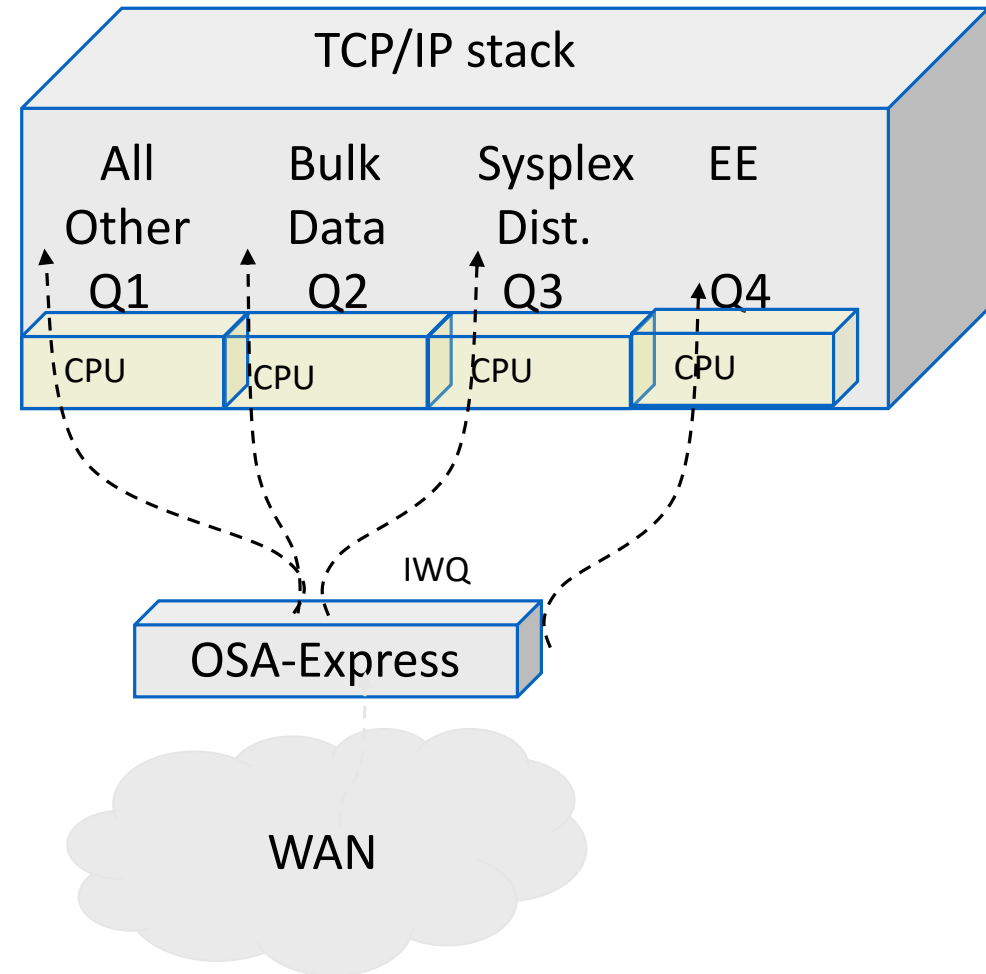 TCP/IP stack
All Other Q1
Bulk Data Q2
Sysplex Dist. Q3
EE Q4
CPU
CPU
CPU
CPU
IWQ
OSA-Express
WAN